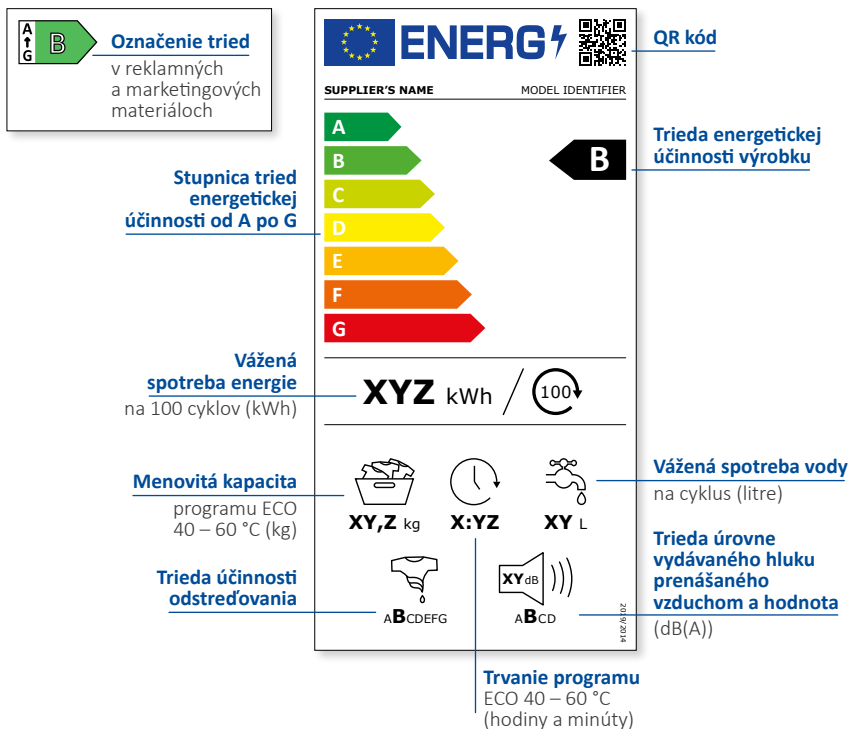 A
G
B
Označenie tried
v reklamných
a marketingových
materiáloch
ENERG
QR kód
SUPPLIER'S NAME
MODEL IDENTIFIER
A
B
C
D
E
F
G
B
Trieda energetickej
účinnosti výrobku
Stupnica tried
energetickej
účinnosti od A po G
Vážená
spotreba energie
na 100 cyklov (kWh)
XYZ kWh / 100
Menovitá kapacita
programu ECO
40 – 60 °C (kg)
XY,Z kg
X:YZ
XY L
Vážená spotreba vody
na cyklus (litre)
Trieda účinnosti
odstreďovania
ABCDEFG
XY dB
ABCD
2019/2014
Trieda úrovne
vydávaného hluku
prenášaného
vzduchom a hodnota
(dB(A))
Trvanie programu
ECO 40 – 60 °C
(hodiny a minúty)